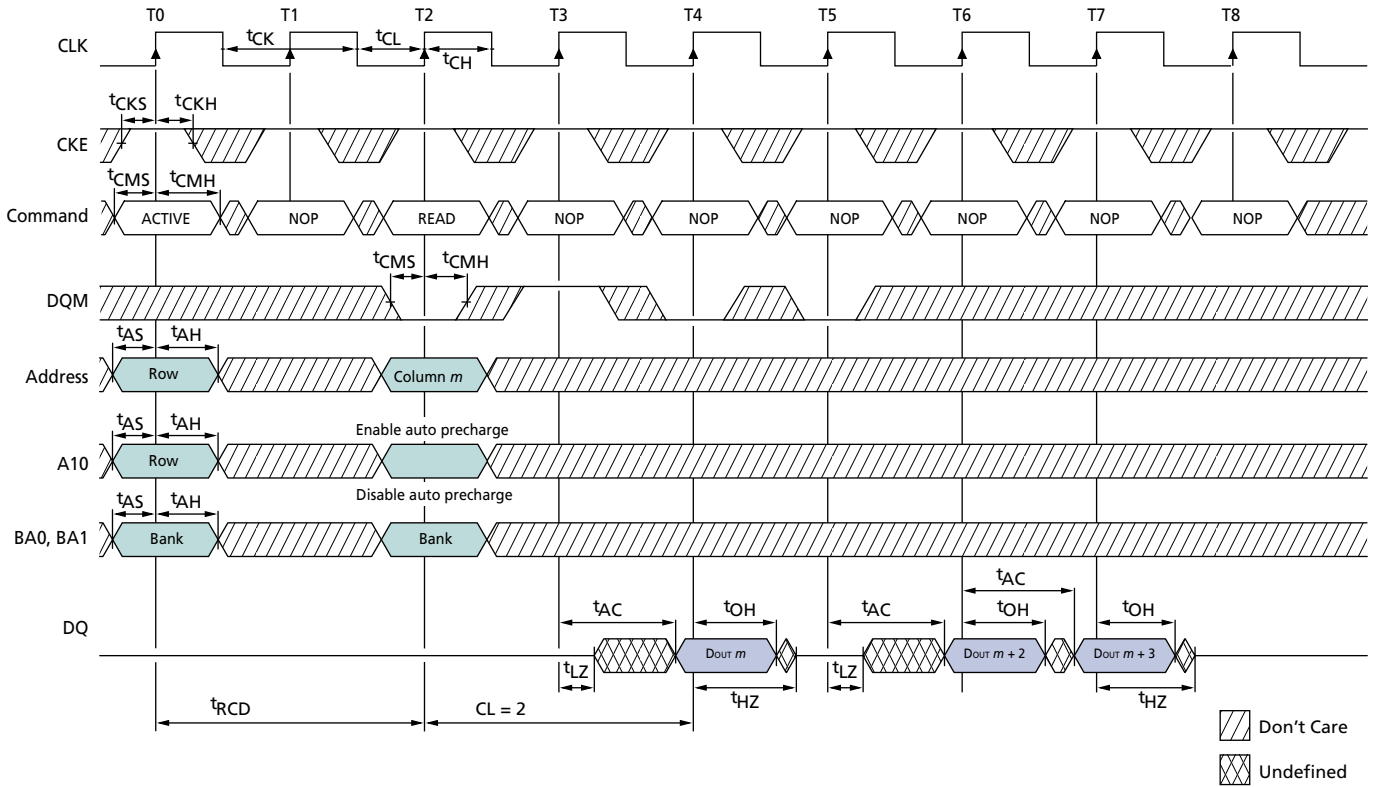 T0 T1 T2 T3 T4 T5 T6 T7 T8
CLK
tCK tCL
tCH
tCKS tCKH
CKE
tCMS tCMH
Command ACTIVE NOP READ NOP NOP NOP NOP NOP NOP
tCMS tCMH
DQM
tAS tAH
Address Row Column m
tAS tAH Enable auto precharge
A10 Row
Disable auto precharge
tAS tAH
BA0, BA1 Bank Bank
tAC
tAC tOH tAC tOH tOH
DQ
DOUT m DOUT m + 2 DOUT m + 3
tLZ tLZ
tHZ tHZ
tRCD CL = 2
Don't Care
Undefined